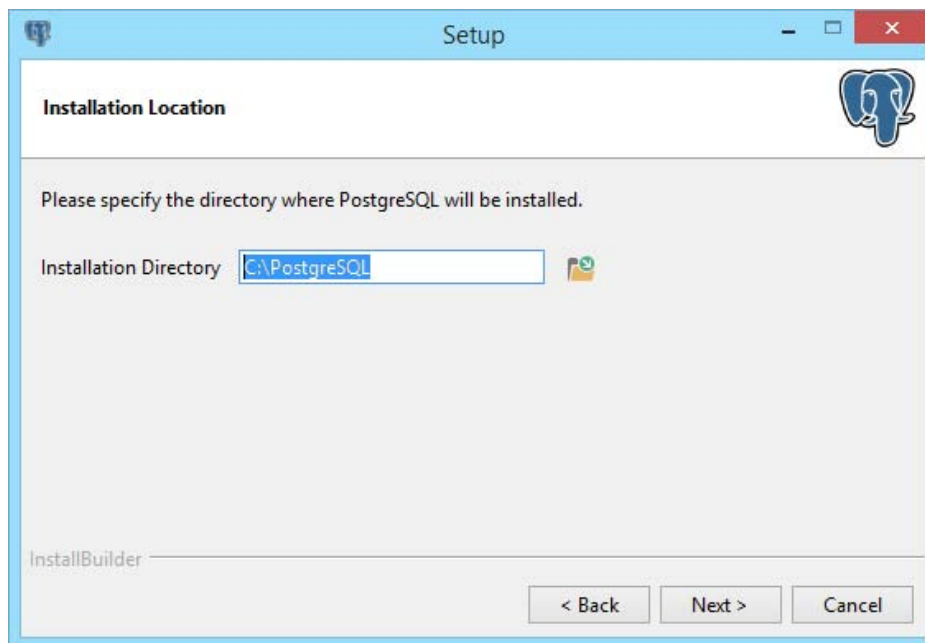 Setup
Installation Location
Please specify the directory where PostgreSQL will be installed.
Installation Directory C:\PostgreSQL
InstallBuilder
< Back Next > Cancel